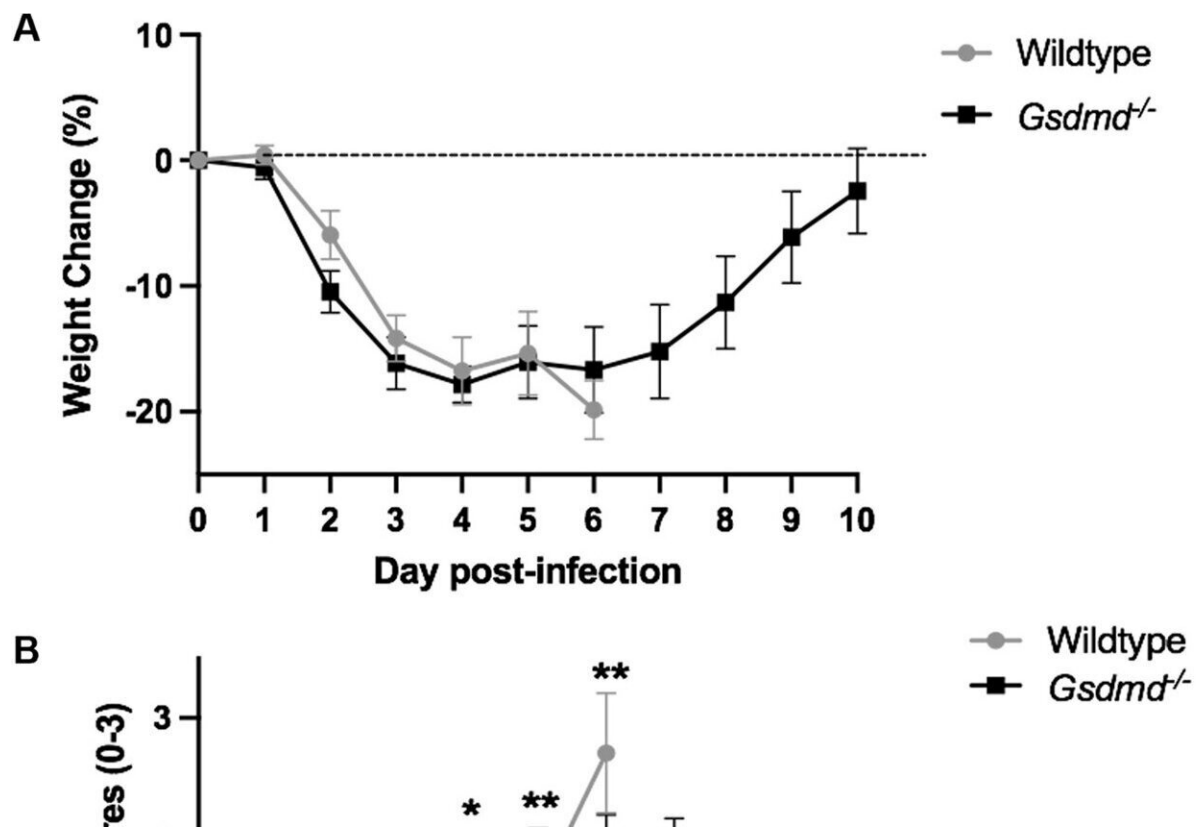 A
10
0
-10
-20
Weight Change (%)
0 1 2 3 4 5 6 7 8 9 10
Day post-infection
Wildtype
Gsdmd-/-
B
3
(0-3)
*
**
**
Wildtype
Gsdmd-/-